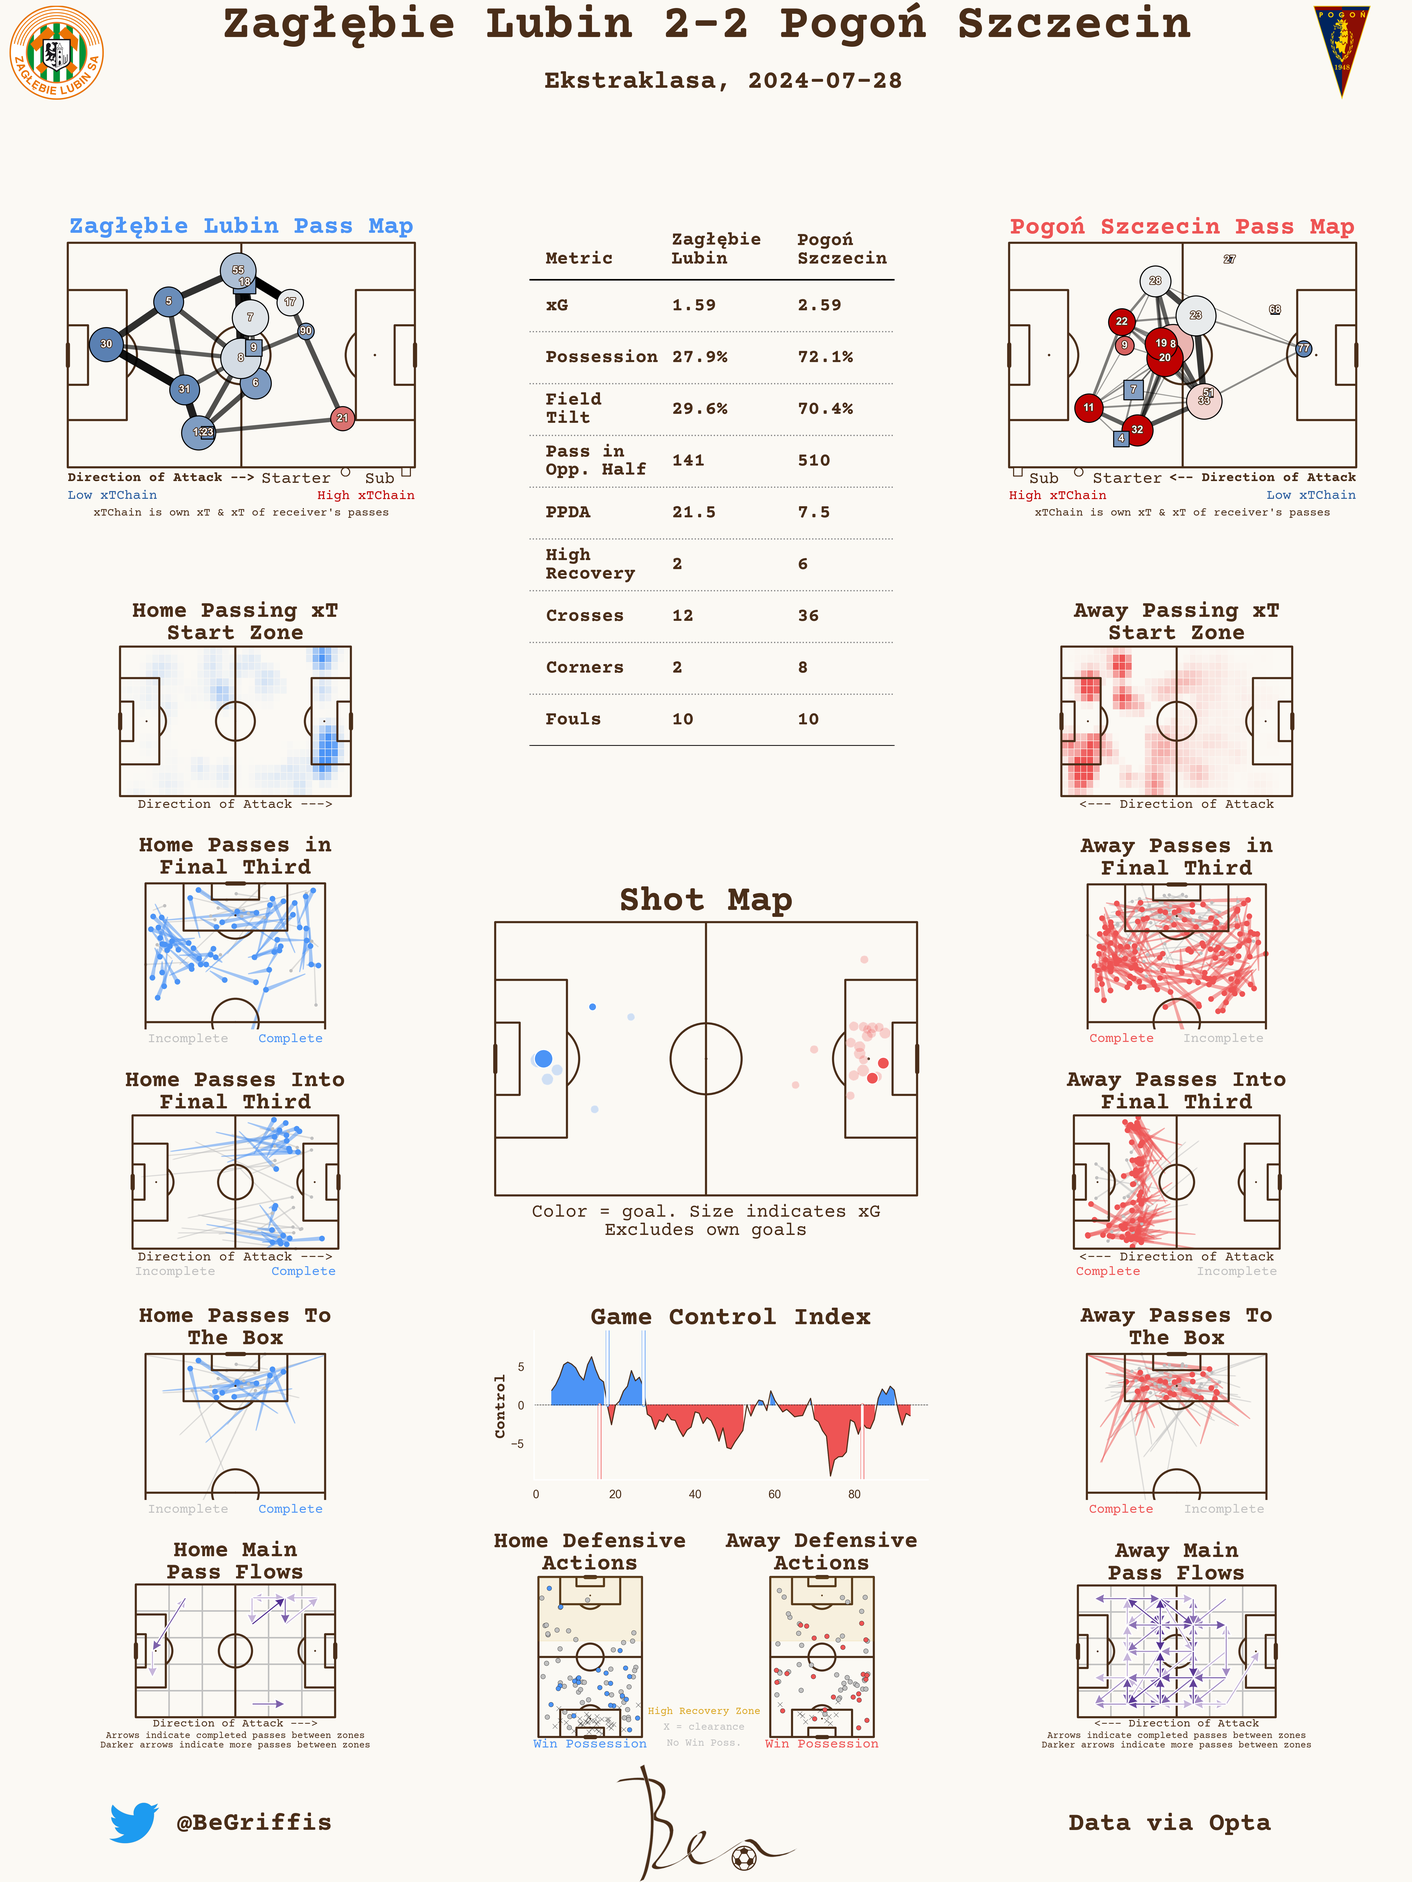 Zagłębie Lubin 2-2 Pogoń Szczecin
Ekstraklasa, 2024-07-28
ZAGŁĘBIE LUBIN SA
POGOŃ
1948
Zagłębie Lubin Pass Map
55
18
5
17
7
90
30
9
8
31
6
21
23
Direction of Attack --> Starter Sub
Low xTChain High xTChain
xTChain is own xT & xT of receiver's passes
Metric Zagłębie Lubin Pogoń Szczecin
xG 1.59 2.59
Possession 27.9% 72.1%
Field Tilt 29.6% 70.4%
Pass in Opp. Half 141 510
PPDA 21.5 7.5
High Recovery 2 6
Crosses 12 36
Corners 2 8
Fouls 10 10
Pogoń Szczecin Pass Map
27
28
68
23
22
9
19
8
20
77
7
51
33
11
32
4
Sub Starter <-- Direction of Attack
High xTChain Low xTChain
xTChain is own xT & xT of receiver's passes
Home Passing xT
Start Zone
Direction of Attack --->
Away Passing xT
Start Zone
<--- Direction of Attack
Home Passes in
Final Third
Incomplete Complete
Away Passes in
Final Third
Complete Incomplete
Shot Map
Color = goal. Size indicates xG
Excludes own goals
Home Passes Into
Final Third
Direction of Attack --->
Incomplete Complete
Away Passes Into
Final Third
<--- Direction of Attack
Complete Incomplete
Home Passes To
The Box
Incomplete Complete
Game Control Index
Control
5
0
-5
0 20 40 60 80
Away Passes To
The Box
Complete Incomplete
Home Main
Pass Flows
Direction of Attack --->
Arrows indicate completed passes between zones
Darker arrows indicate more passes between zones
Home Defensive
Actions
Win Possession
High Recovery Zone
X = clearance
No Win Poss.
Away Defensive
Actions
Win Possession
Away Main
Pass Flows
<--- Direction of Attack
Arrows indicate completed passes between zones
Darker arrows indicate more passes between zones
@BeGriffis
Ben
Data via Opta